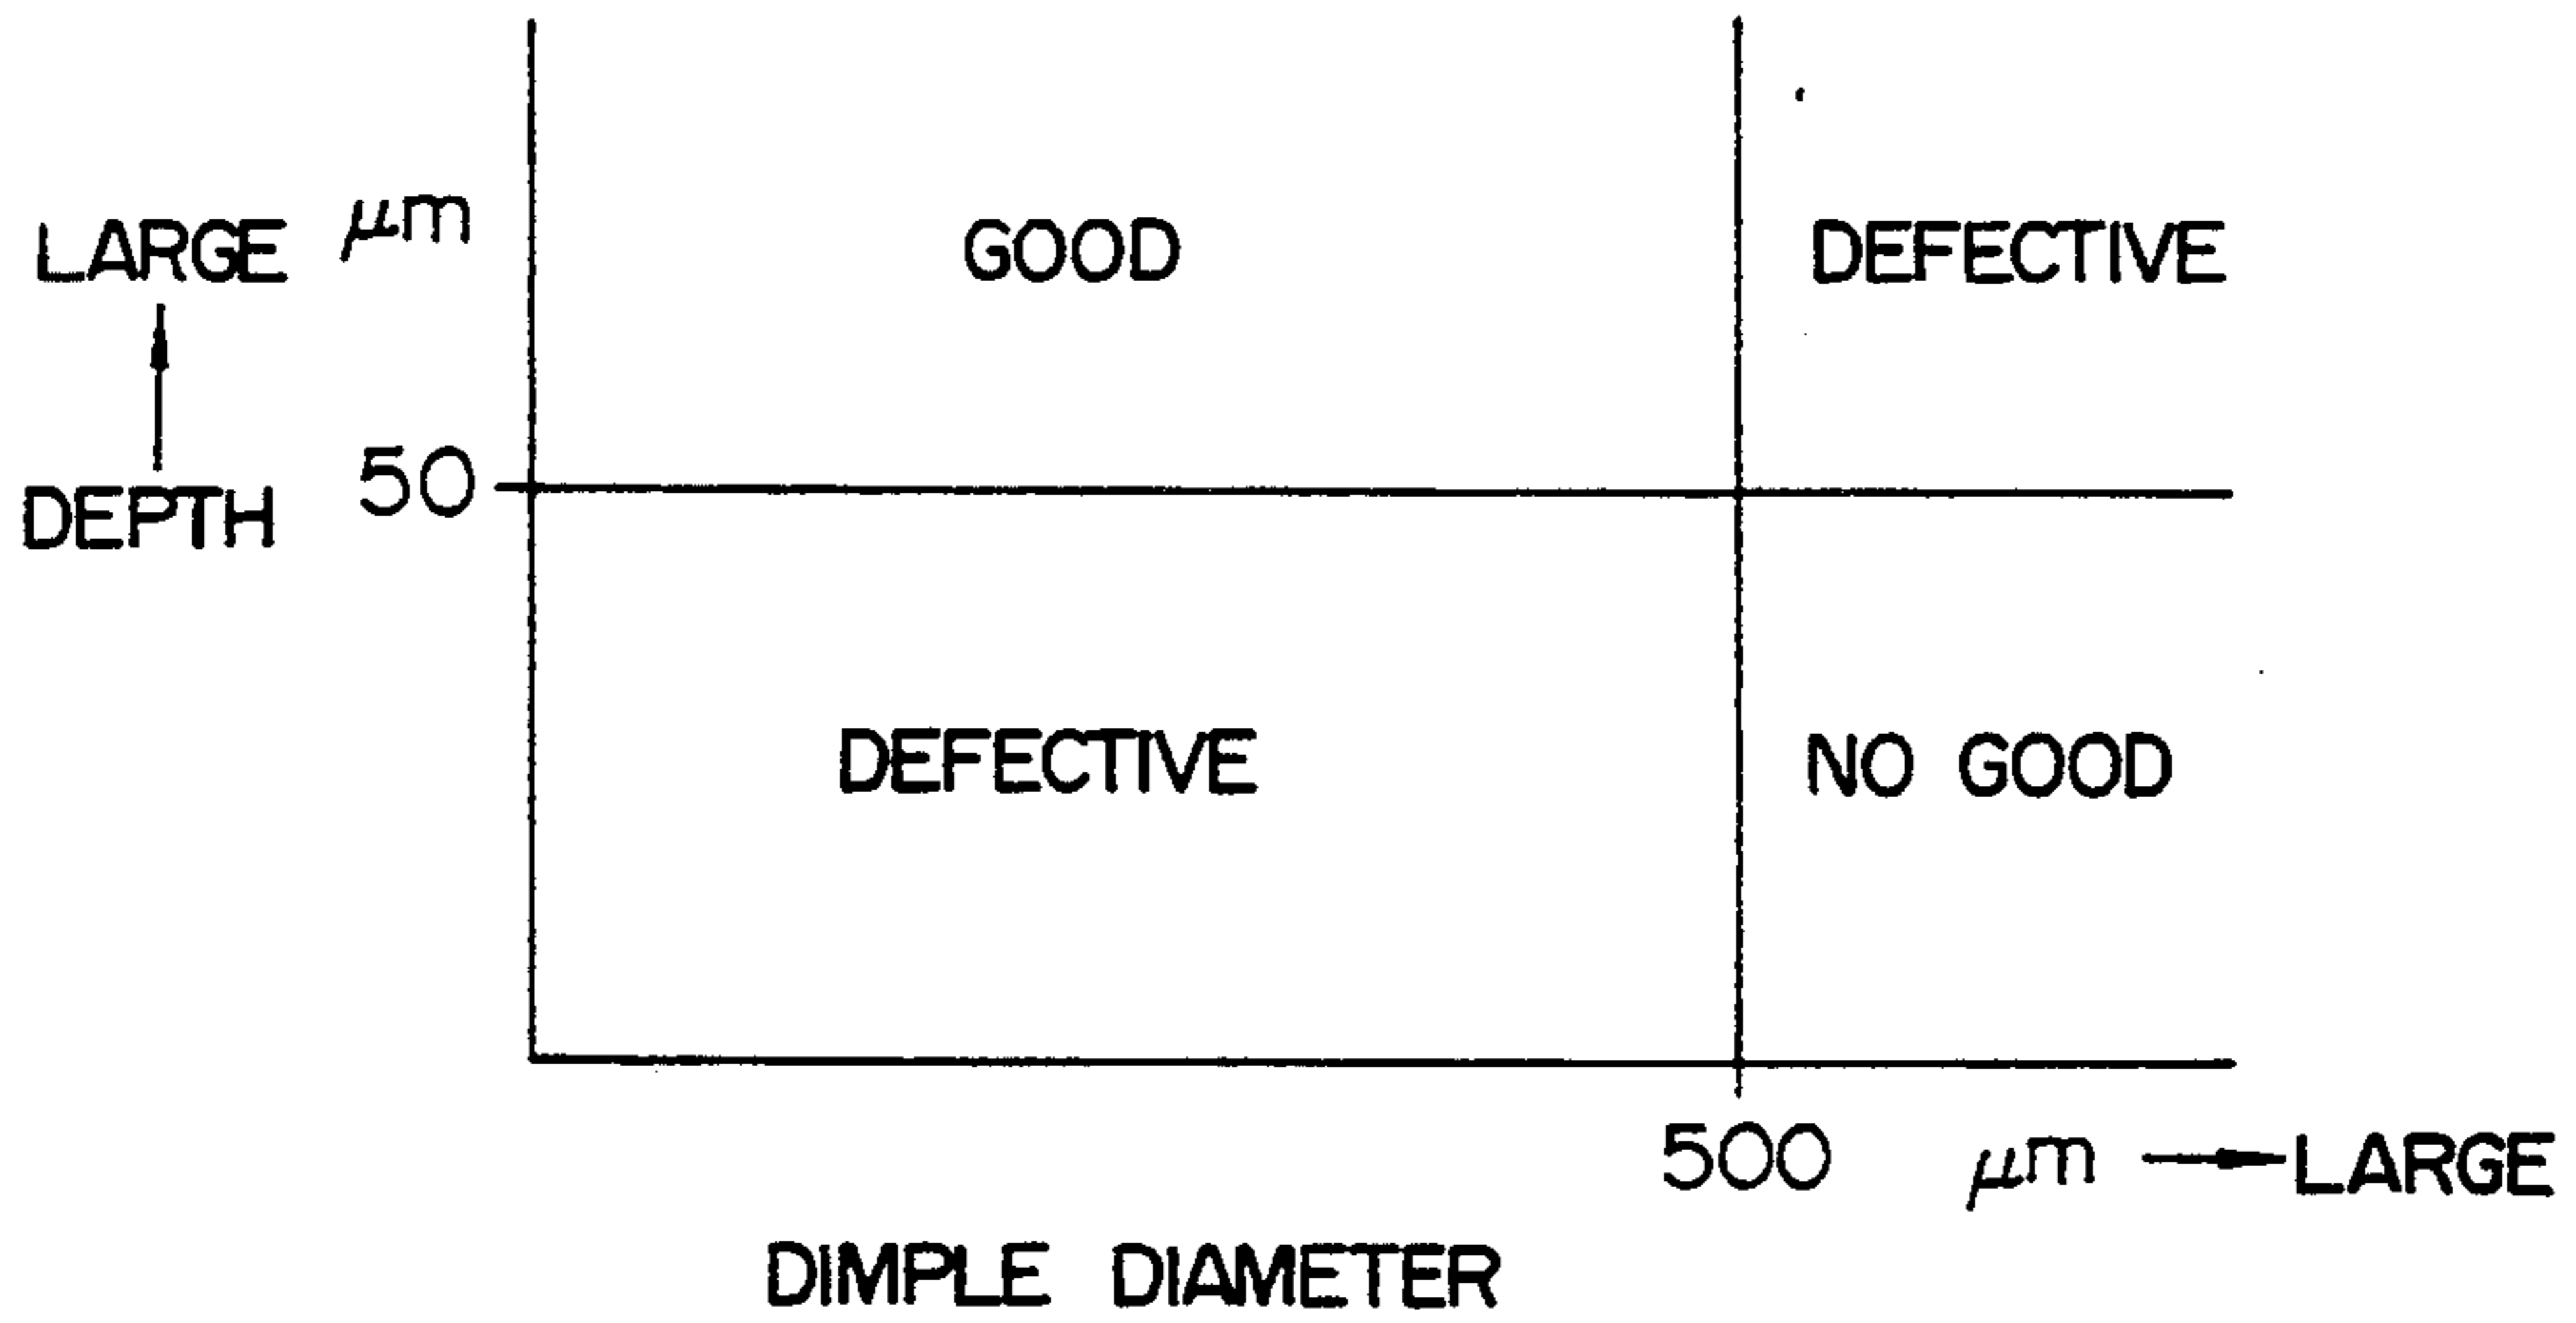 LARGE μm GOOD DEFECTIVE
DEPTH 50
DEFECTIVE NO GOOD
500 μm LARGE
DIMPLE DIAMETER